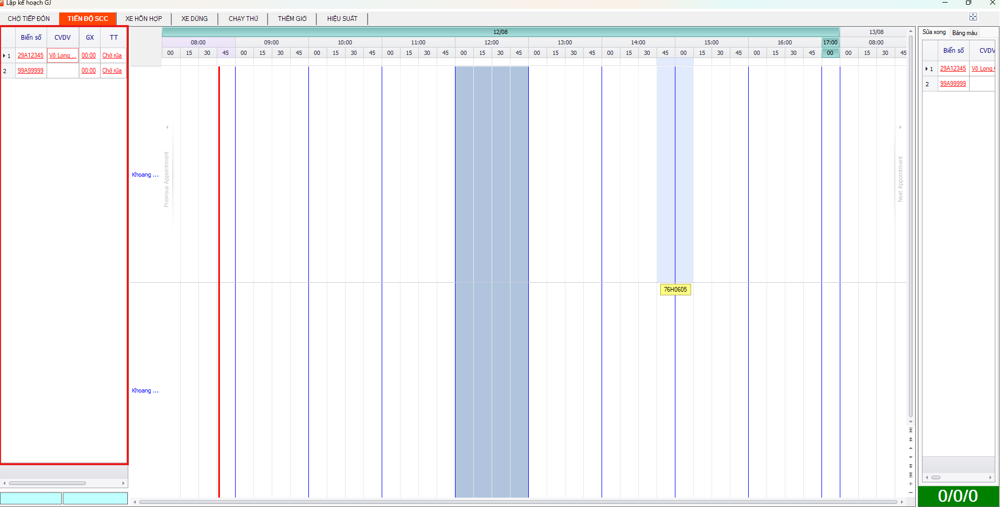 Lập kế hoạch GJ
CHỜ TIẾP ĐÓN TIẾN ĐỘ SCC XE HỖN HỢP XE DỪNG CHẠY THỬ THÊM GIỜ HIỆU SUẤT
Biển số CVDV GX TT
1 29A12345 Võ Long ... 00:00 Chờ rửa
2 99A99999 00:00 Chờ rửa
12/08 13/08
08:00 09:00 10:00 11:00 12:00 13:00 14:00 15:00 16:00 17:00 08:00
00 15 30 45 00 15 30 45 00 15 30 45 00 15 30 45 00 15 30 45 00 15 30 45 00 15 30 45 00 15 30 45 00 15 30 45 00 00 15 30 45
Previous Appointment
Khoang ...
Next Appointment
76H0605
Khoang ...
Sửa xong Bảng màu
Biển số CVDV
1 29A12345 Võ Long
2 99A99999
0/0/0